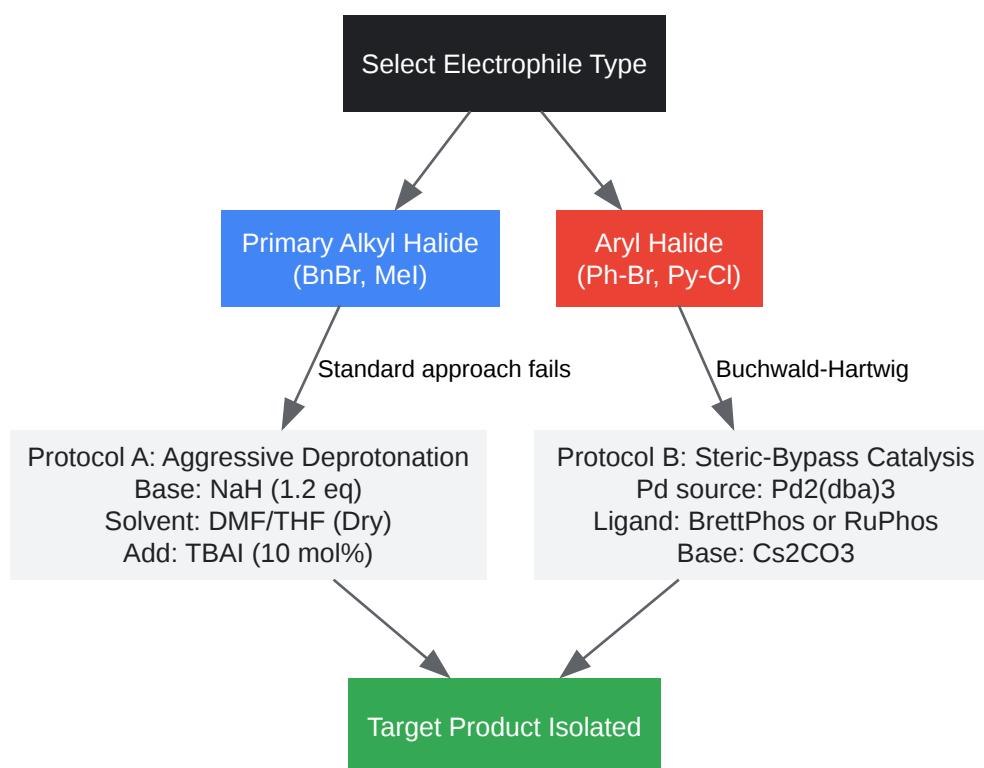 Select Electrophile Type
Primary Alkyl Halide
(BnBr, MeI)
Aryl Halide
(Ph-Br, Py-Cl)
Standard approach fails
Buchwald-Hartwig
Protocol A: Aggressive Deprotonation
Base: NaH (1.2 eq)
Solvent: DMF/THF (Dry)
Add: TBAI (10 mol%)
Protocol B: Steric-Bypass Catalysis
Pd source: Pd2(dba)3
Ligand: BrettPhos or RuPhos
Base: Cs2CO3
Target Product Isolated